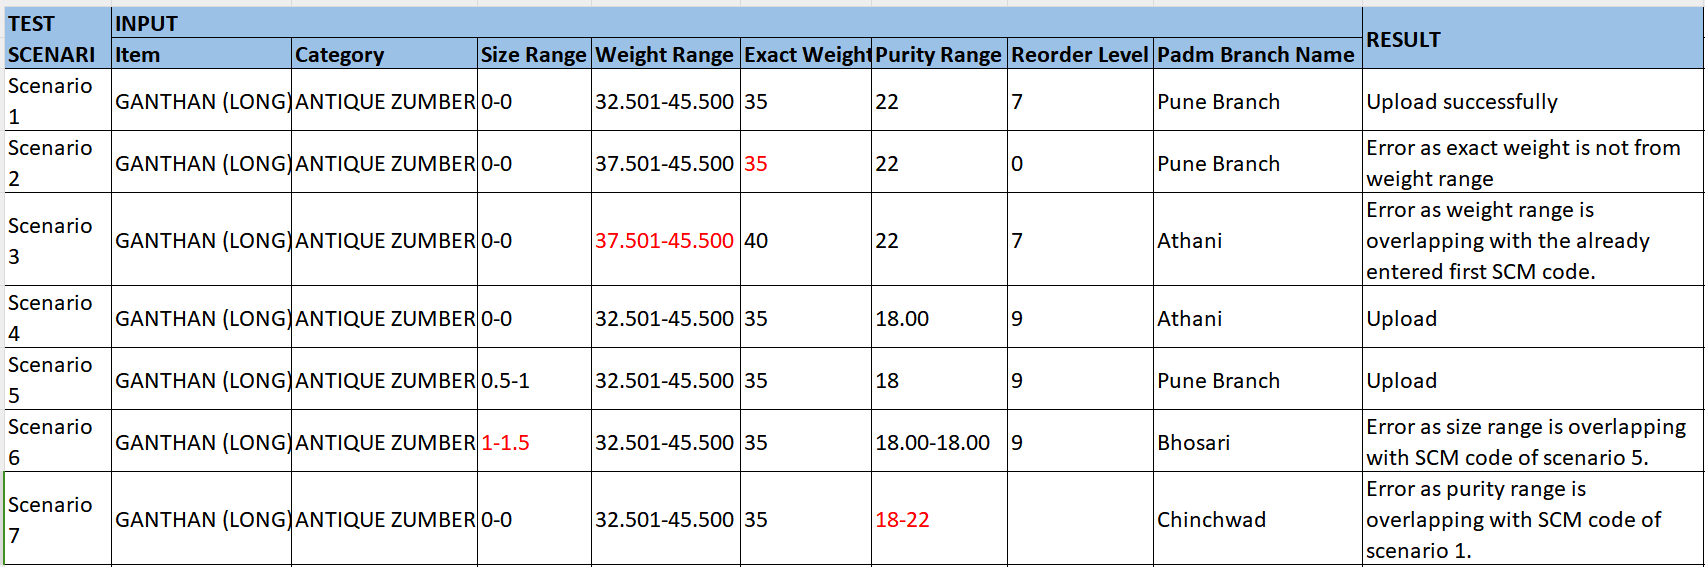 TEST SCENARI INPUT RESULT
Item Category Size Range Weight Range Exact Weight Purity Range Reorder Level Padm Branch Name
Scenario 1 GANTHAN (LONG) ANTIQUE ZUMBER 0-0 32.501-45.500 35 22 7 Pune Branch Upload successfully
Scenario 2 GANTHAN (LONG) ANTIQUE ZUMBER 0-0 37.501-45.500 35 22 0 Pune Branch Error as exact weight is not from weight range
Scenario 3 GANTHAN (LONG) ANTIQUE ZUMBER 0-0 37.501-45.500 40 22 7 Athani Error as weight range is overlapping with the already entered first SCM code.
Scenario 4 GANTHAN (LONG) ANTIQUE ZUMBER 0-0 32.501-45.500 35 18.00 9 Athani Upload
Scenario 5 GANTHAN (LONG) ANTIQUE ZUMBER 0.5-1 32.501-45.500 35 18 9 Pune Branch Upload
Scenario 6 GANTHAN (LONG) ANTIQUE ZUMBER 1-1.5 32.501-45.500 35 18.00-18.00 9 Bhosari Error as size range is overlapping with SCM code of scenario 5.
Scenario 7 GANTHAN (LONG) ANTIQUE ZUMBER 0-0 32.501-45.500 35 18-22 Chinchwad Error as purity range is overlapping with SCM code of scenario 1.